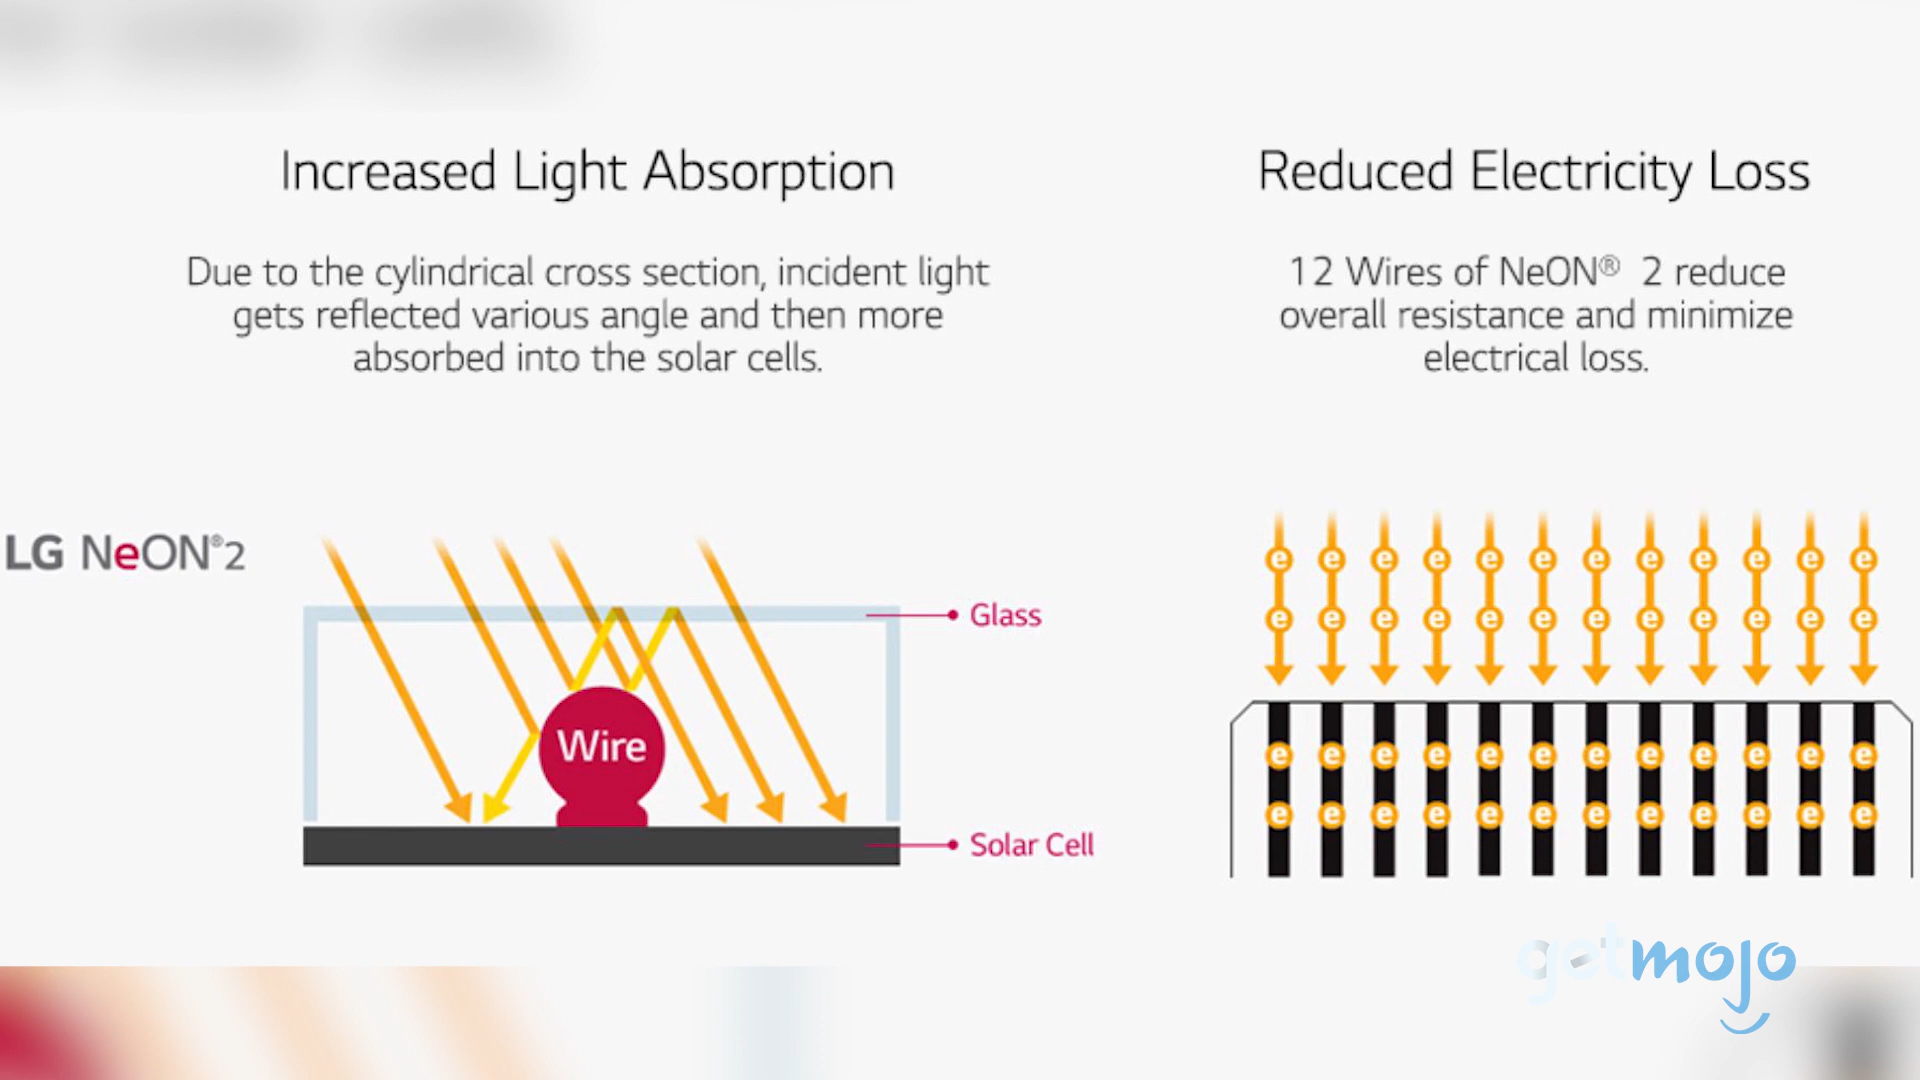 Increased Light Absorption
Due to the cylindrical cross section, incident light
gets reflected various angle and then more
absorbed into the solar cells.
Reduced Electricity Loss
12 Wires of NeON® 2 reduce
overall resistance and minimize
electrical loss.
LG NeON®2
Glass
Wire
Solar Cell
e e e e e e e e e e e e
e e e e e e e e e e e e
e e e e e e e e e e e e
e e e e e e e e e e e e
getmojo